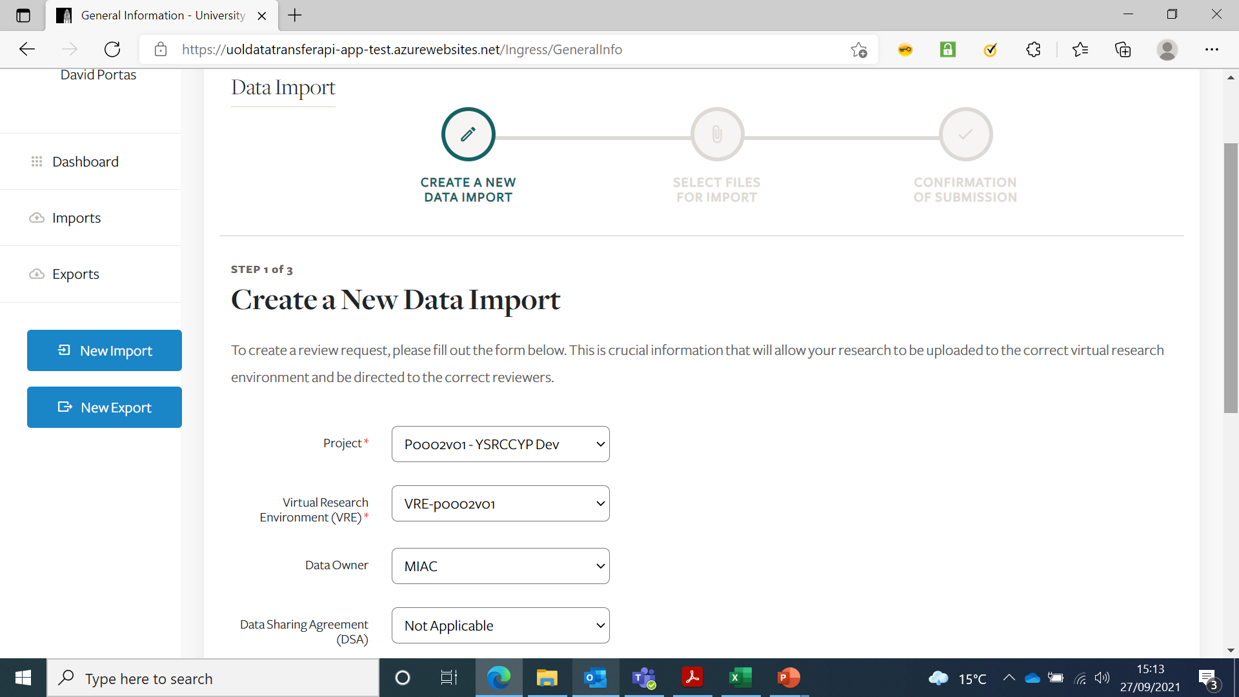 General Information - University
https://uoldatatransferapi-app-test.azurewebsites.net/Ingress/GeneralInfo
David Portas
Dashboard
Imports
Exports
New Import
New Export
Data Import
CREATE A NEW
DATA IMPORT
SELECT FILES
FOR IMPORT
CONFIRMATION
OF SUBMISSION
STEP 1 of 3
Create a New Data Import
To create a review request, please fill out the form below. This is crucial information that will allow your research to be uploaded to the correct virtual research
environment and be directed to the correct reviewers.
Project*
P0002v01 - YSRCCYP Dev
Virtual Research
Environment (VRE)*
VRE-p0002v01
Data Owner
MIAC
Data Sharing Agreement
(DSA)
Not Applicable
Type here to search
15°C
15:13
27/09/2021
3